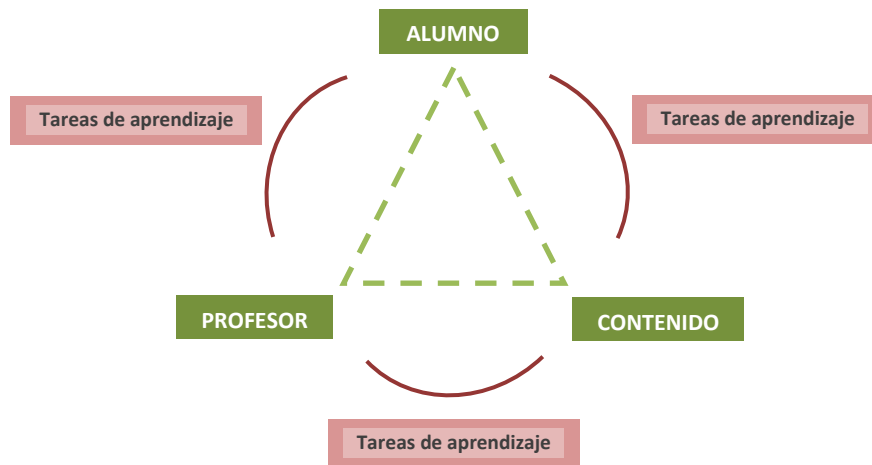 ALUMNO
Tareas de aprendizaje
Tareas de aprendizaje
PROFESOR
CONTENIDO
Tareas de aprendizaje